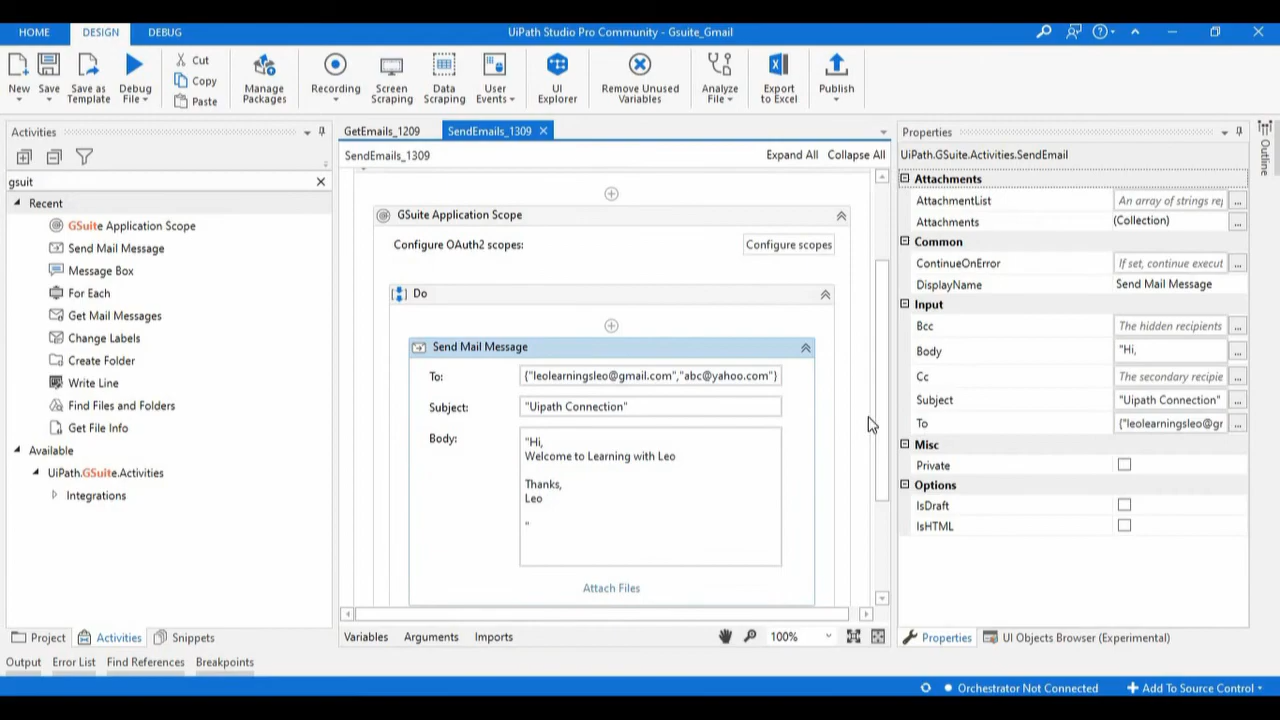 HOME DESIGN DEBUG UiPath Studio Pro Community - Gsuite_Gmail
New Save Save as Template Debug File Cut Copy Paste Manage Packages Recording Screen Scraping Data Scraping User Events UI Explorer Remove Unused Variables Analyze File Export to Excel Publish
Activities
gsuit
Recent
GSuite Application Scope
Send Mail Message
Message Box
For Each
Get Mail Messages
Change Labels
Create Folder
Write Line
Find Files and Folders
Get File Info
Available
UiPath.GSuite.Activities
Integrations
Project Activities Snippets
GetEmails_1209 SendEmails_1309
SendEmails_1309 Expand All Collapse All
GSuite Application Scope
Configure OAuth2 scopes: Configure scopes
Do
Send Mail Message
To: {"leolearningsleo@gmail.com","abc@yahoo.com"}
Subject: "Uipath Connection"
Body: "Hi,
Welcome to Learning with Leo
Thanks,
Leo
"
Attach Files
Variables Arguments Imports 100%
Properties
UiPath.GSuite.Activities.SendEmail
Attachments
AttachmentList An array of strings rej ...
Attachments (Collection) ...
Common
ContinueOnError If set, continue execut ...
DisplayName Send Mail Message
Input
Bcc The hidden recipients ...
Body "Hi, ...
Cc The secondary recipie ...
Subject "Uipath Connection" ...
To {"leolearningsleo@gr ...
Misc
Private
Options
IsDraft
IsHTML
Properties UI Objects Browser (Experimental)
Outline
Output Error List Find References Breakpoints
Orchestrator Not Connected Add To Source Control